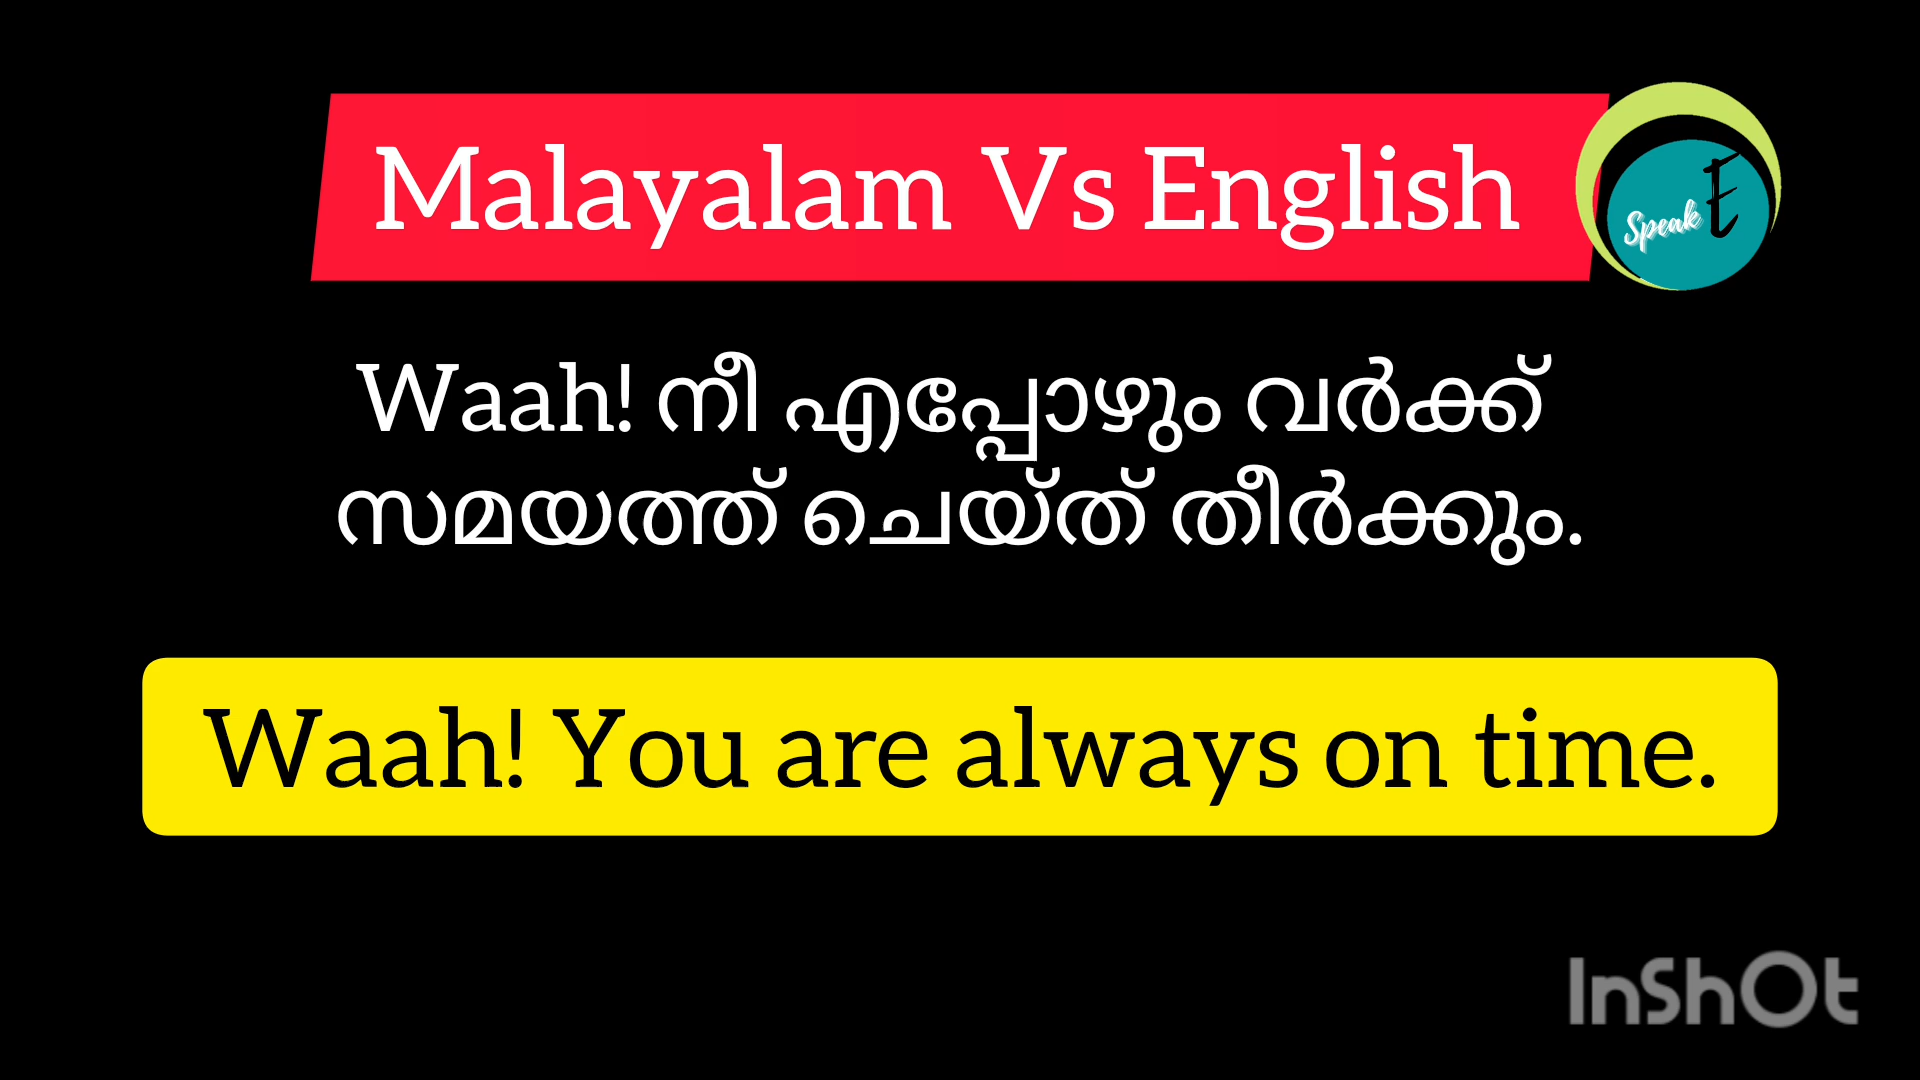 Malayalam Vs English
Speak E
Waah! നീ എപ്പോഴും വർക്ക്
സമയത്ത് ചെയ്ത് തീർക്കും.
Waah! You are always on time.
InShOt